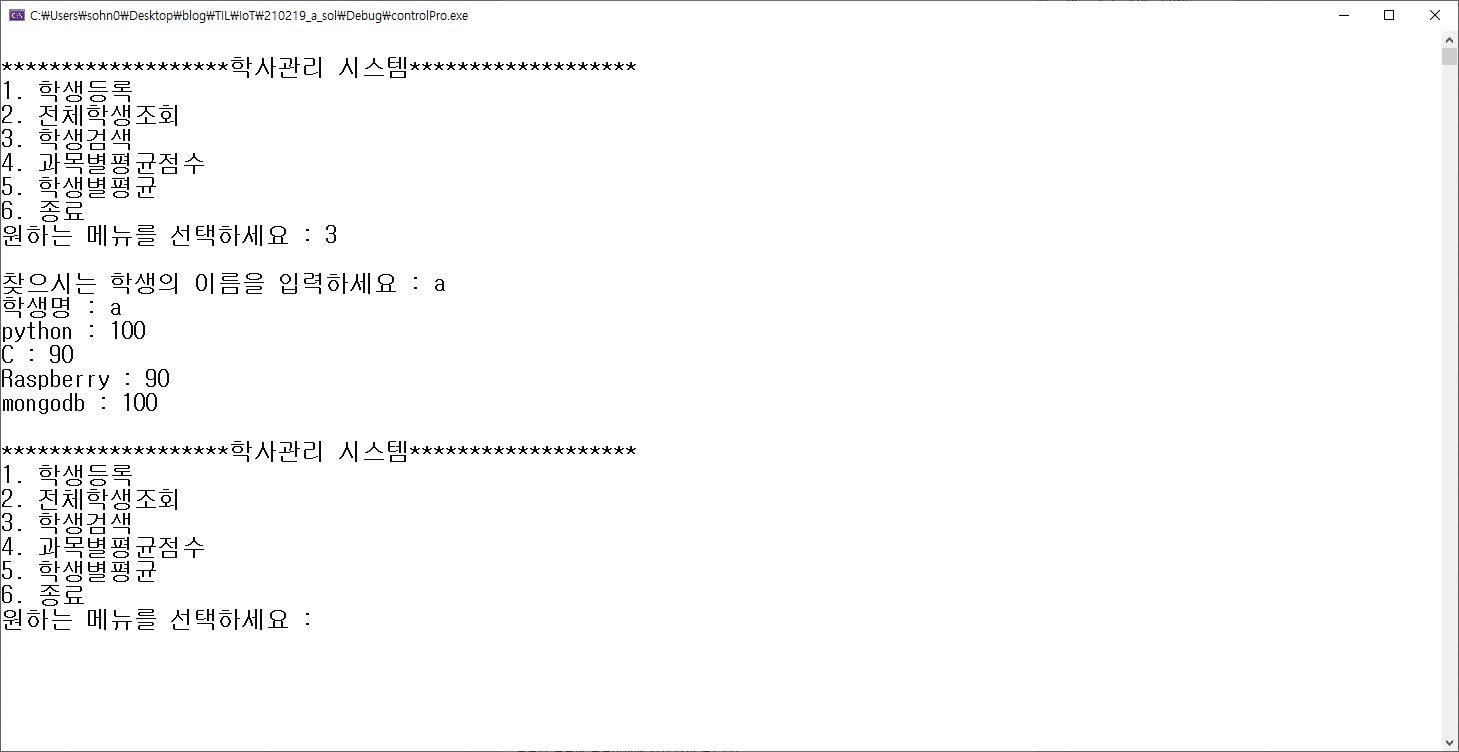 C:\Users\sohn0\Desktop\blog\TIL\IoT\210219_a_sol\Debug\controlPro.exe
*******************학사관리 시스템*******************
1. 학생등록
2. 전체학생조회
3. 학생검색
4. 과목별평균점수
5. 학생별평균
6. 종료
원하는 메뉴를 선택하세요 : 3
찾으시는 학생의 이름을 입력하세요 : a
학생명 : a
python : 100
C : 90
Raspberry : 90
mongodb : 100
*******************학사관리 시스템*******************
1. 학생등록
2. 전체학생조회
3. 학생검색
4. 과목별평균점수
5. 학생별평균
6. 종료
원하는 메뉴를 선택하세요 :